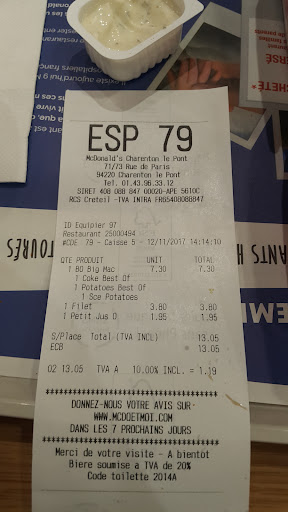 ESP 79
McDonald's Charenton le Pont
71/73 Rue de Paris
94220 Charenton le Pont
Tel. 01.43.96.33.12
SIRET 408 088 847 00020-APE 5610C
RCS Creteil -TVA INTRA FR65408088847
ID Equipier 97
Restaurant 25000494
#CDE 79 - Caisse 5 - 12/11/2017 14:14:10
QTE PRODUIT UNIT TOTAL
1 BO Big Mac 7.30 7.30
1 Coke Best Of
1 Potatoes Best Of
1 Sce Potatoes
1 Filet 3.80 3.80
1 Petit Jus O 1.95 1.95
S/Place Total (TVA INCL) 13.05
ECB * 13.05
02 13.05 TVA A 10.00% INCL. = 1.19
DONNEZ-NOUS VOTRE AVIS SUR
WWW.MCDOETMOI.COM
DANS LES 7 PROCHAINS JOURS
Merci de votre visite - A bientot
Biere soumise a TVA de 20%
Code toilette 2014A
ANTS H
TOURÉS